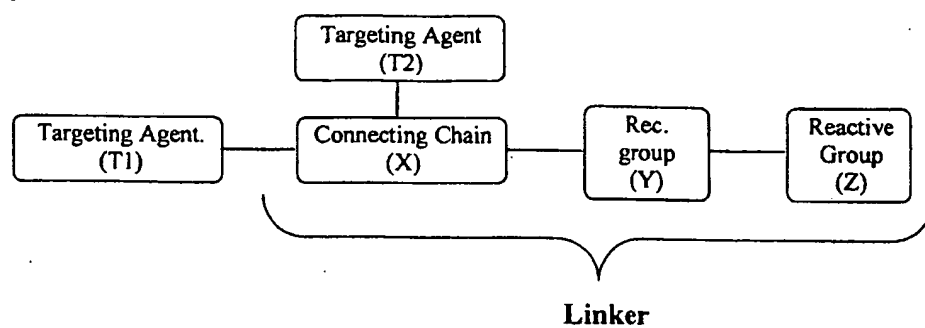 Targeting Agent
(T2)
Targeting Agent.
(T1)
Connecting Chain
(X)
Rec.
group
(Y)
Reactive
Group
(Z)
Linker